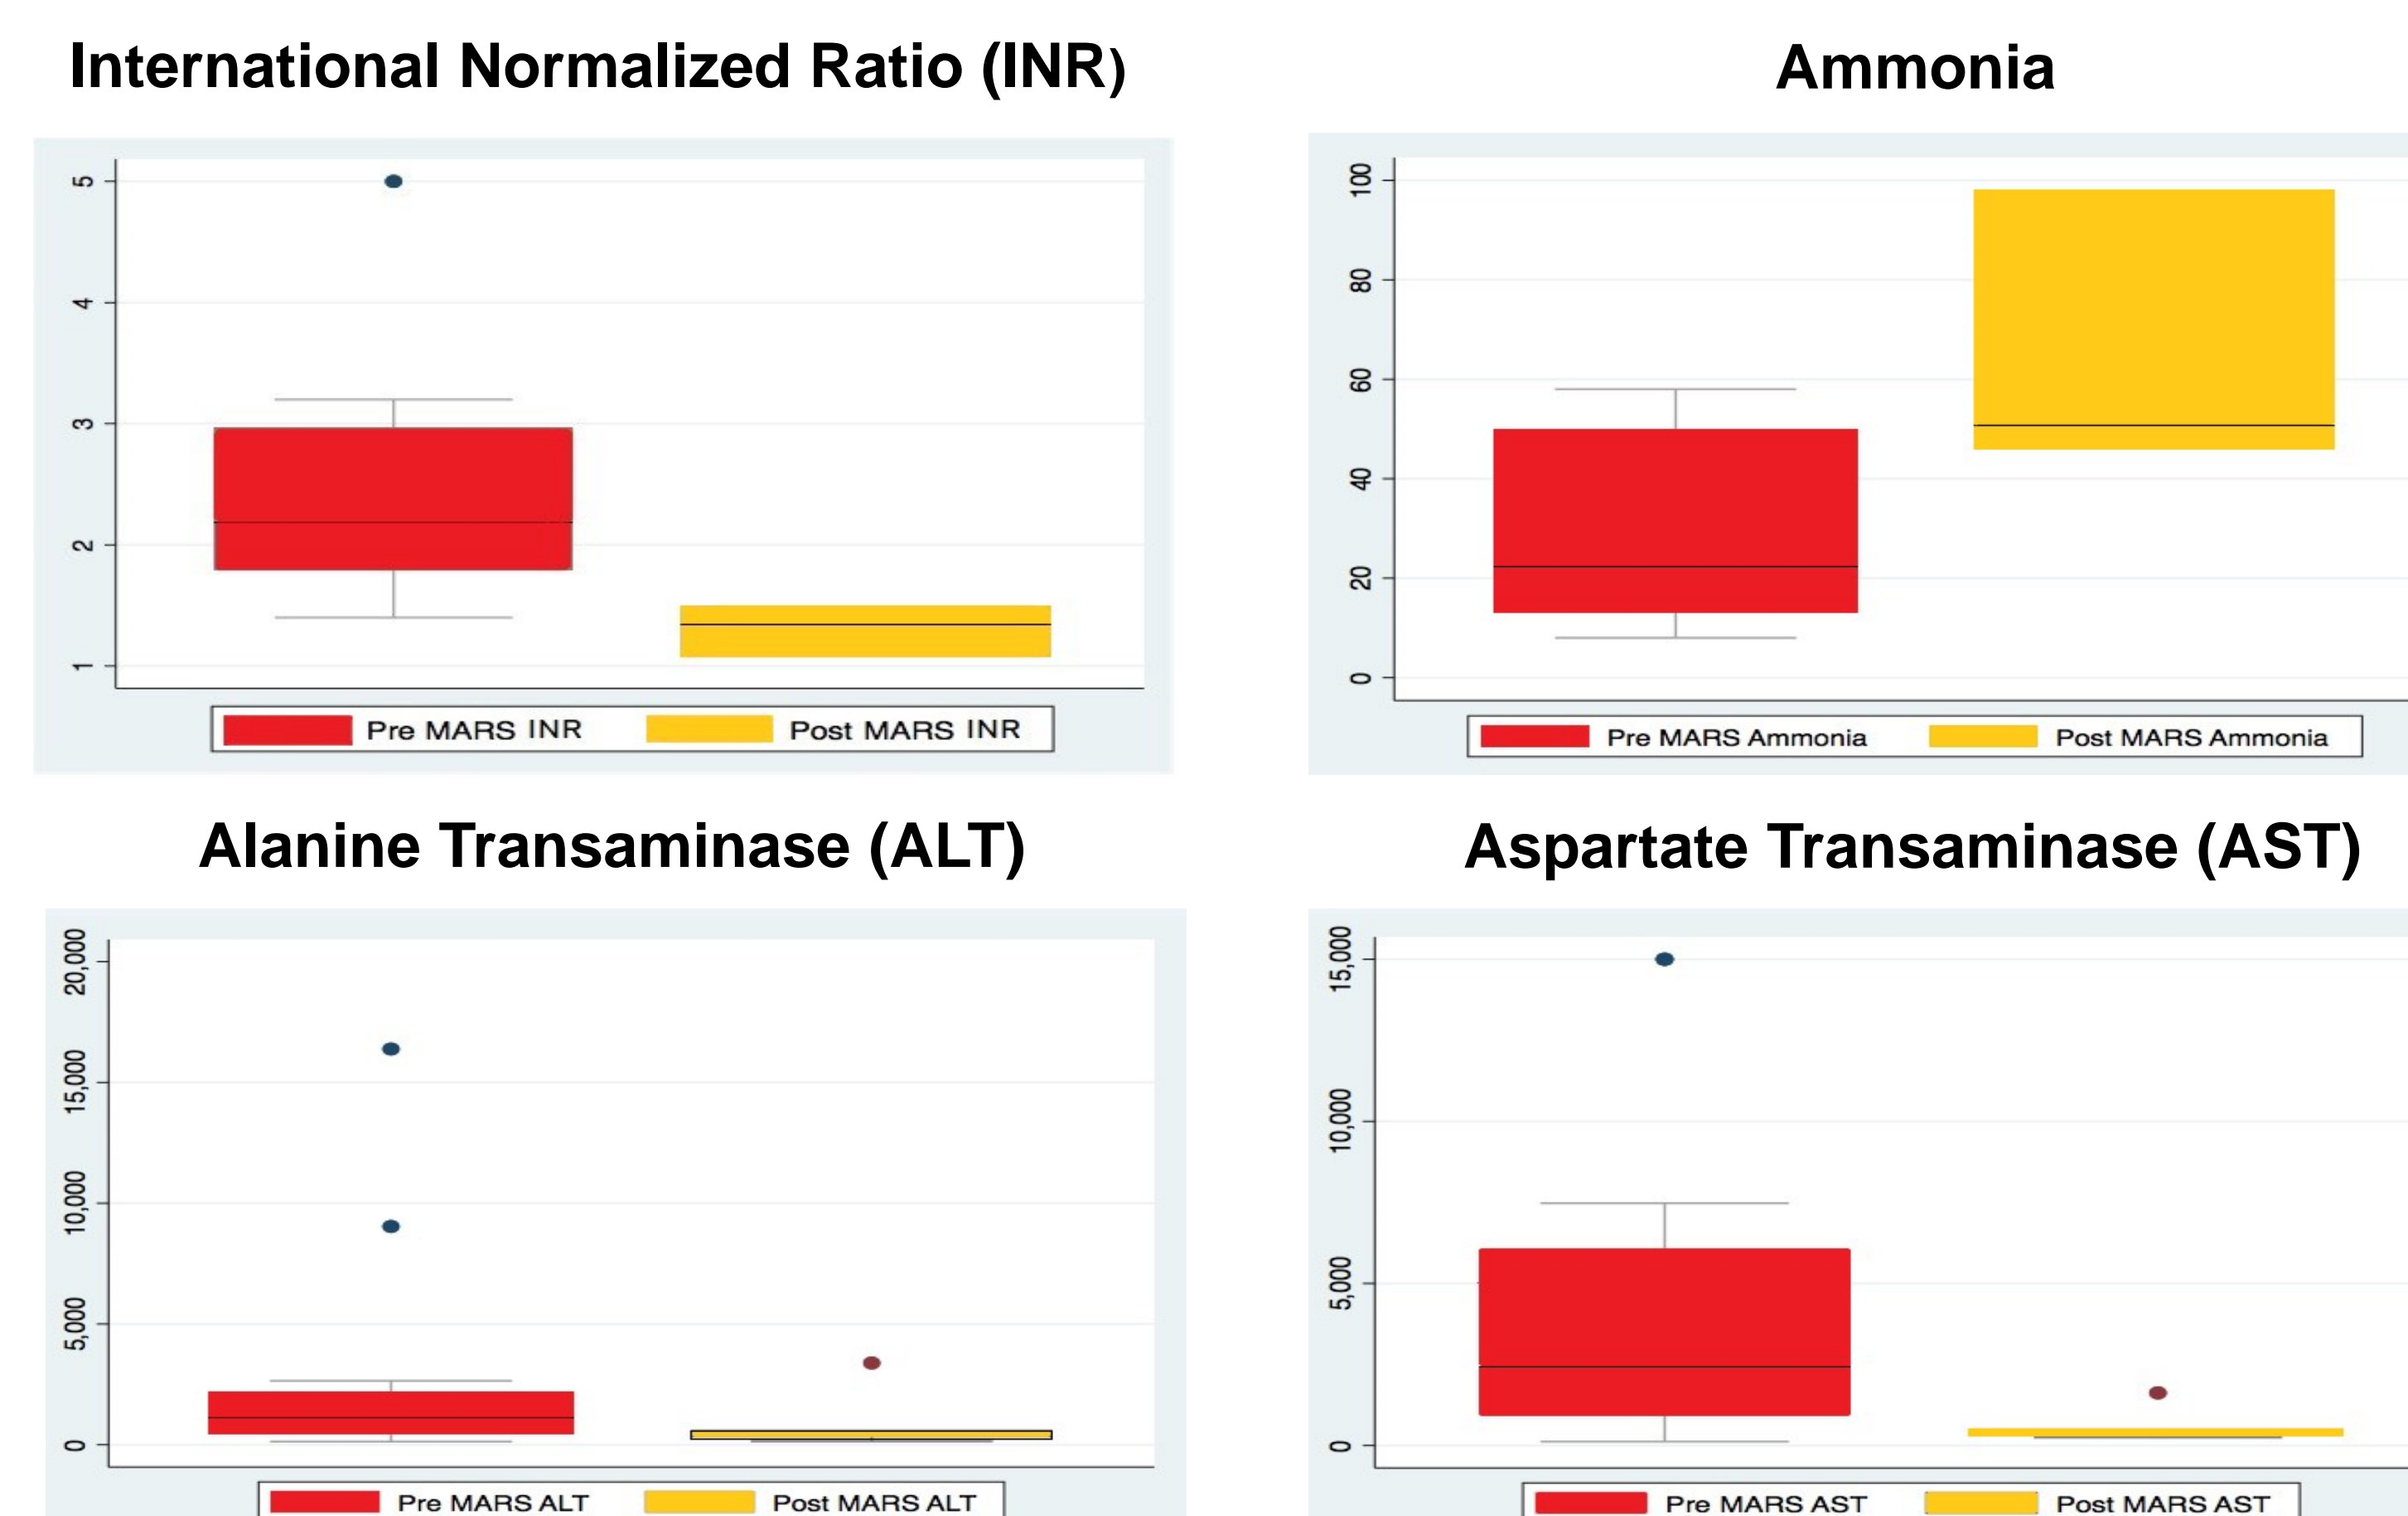 International Normalized Ratio (INR)
5
4
3
2
1
Pre MARS INR
Post MARS INR
Ammonia
100
80
60
40
20
0
Pre MARS Ammonia
Post MARS Ammonia
Alanine Transaminase (ALT)
20,000
15,000
10,000
5,000
0
Pre MARS ALT
Post MARS ALT
Aspartate Transaminase (AST)
15,000
10,000
5,000
0
Pre MARS AST
Post MARS AST